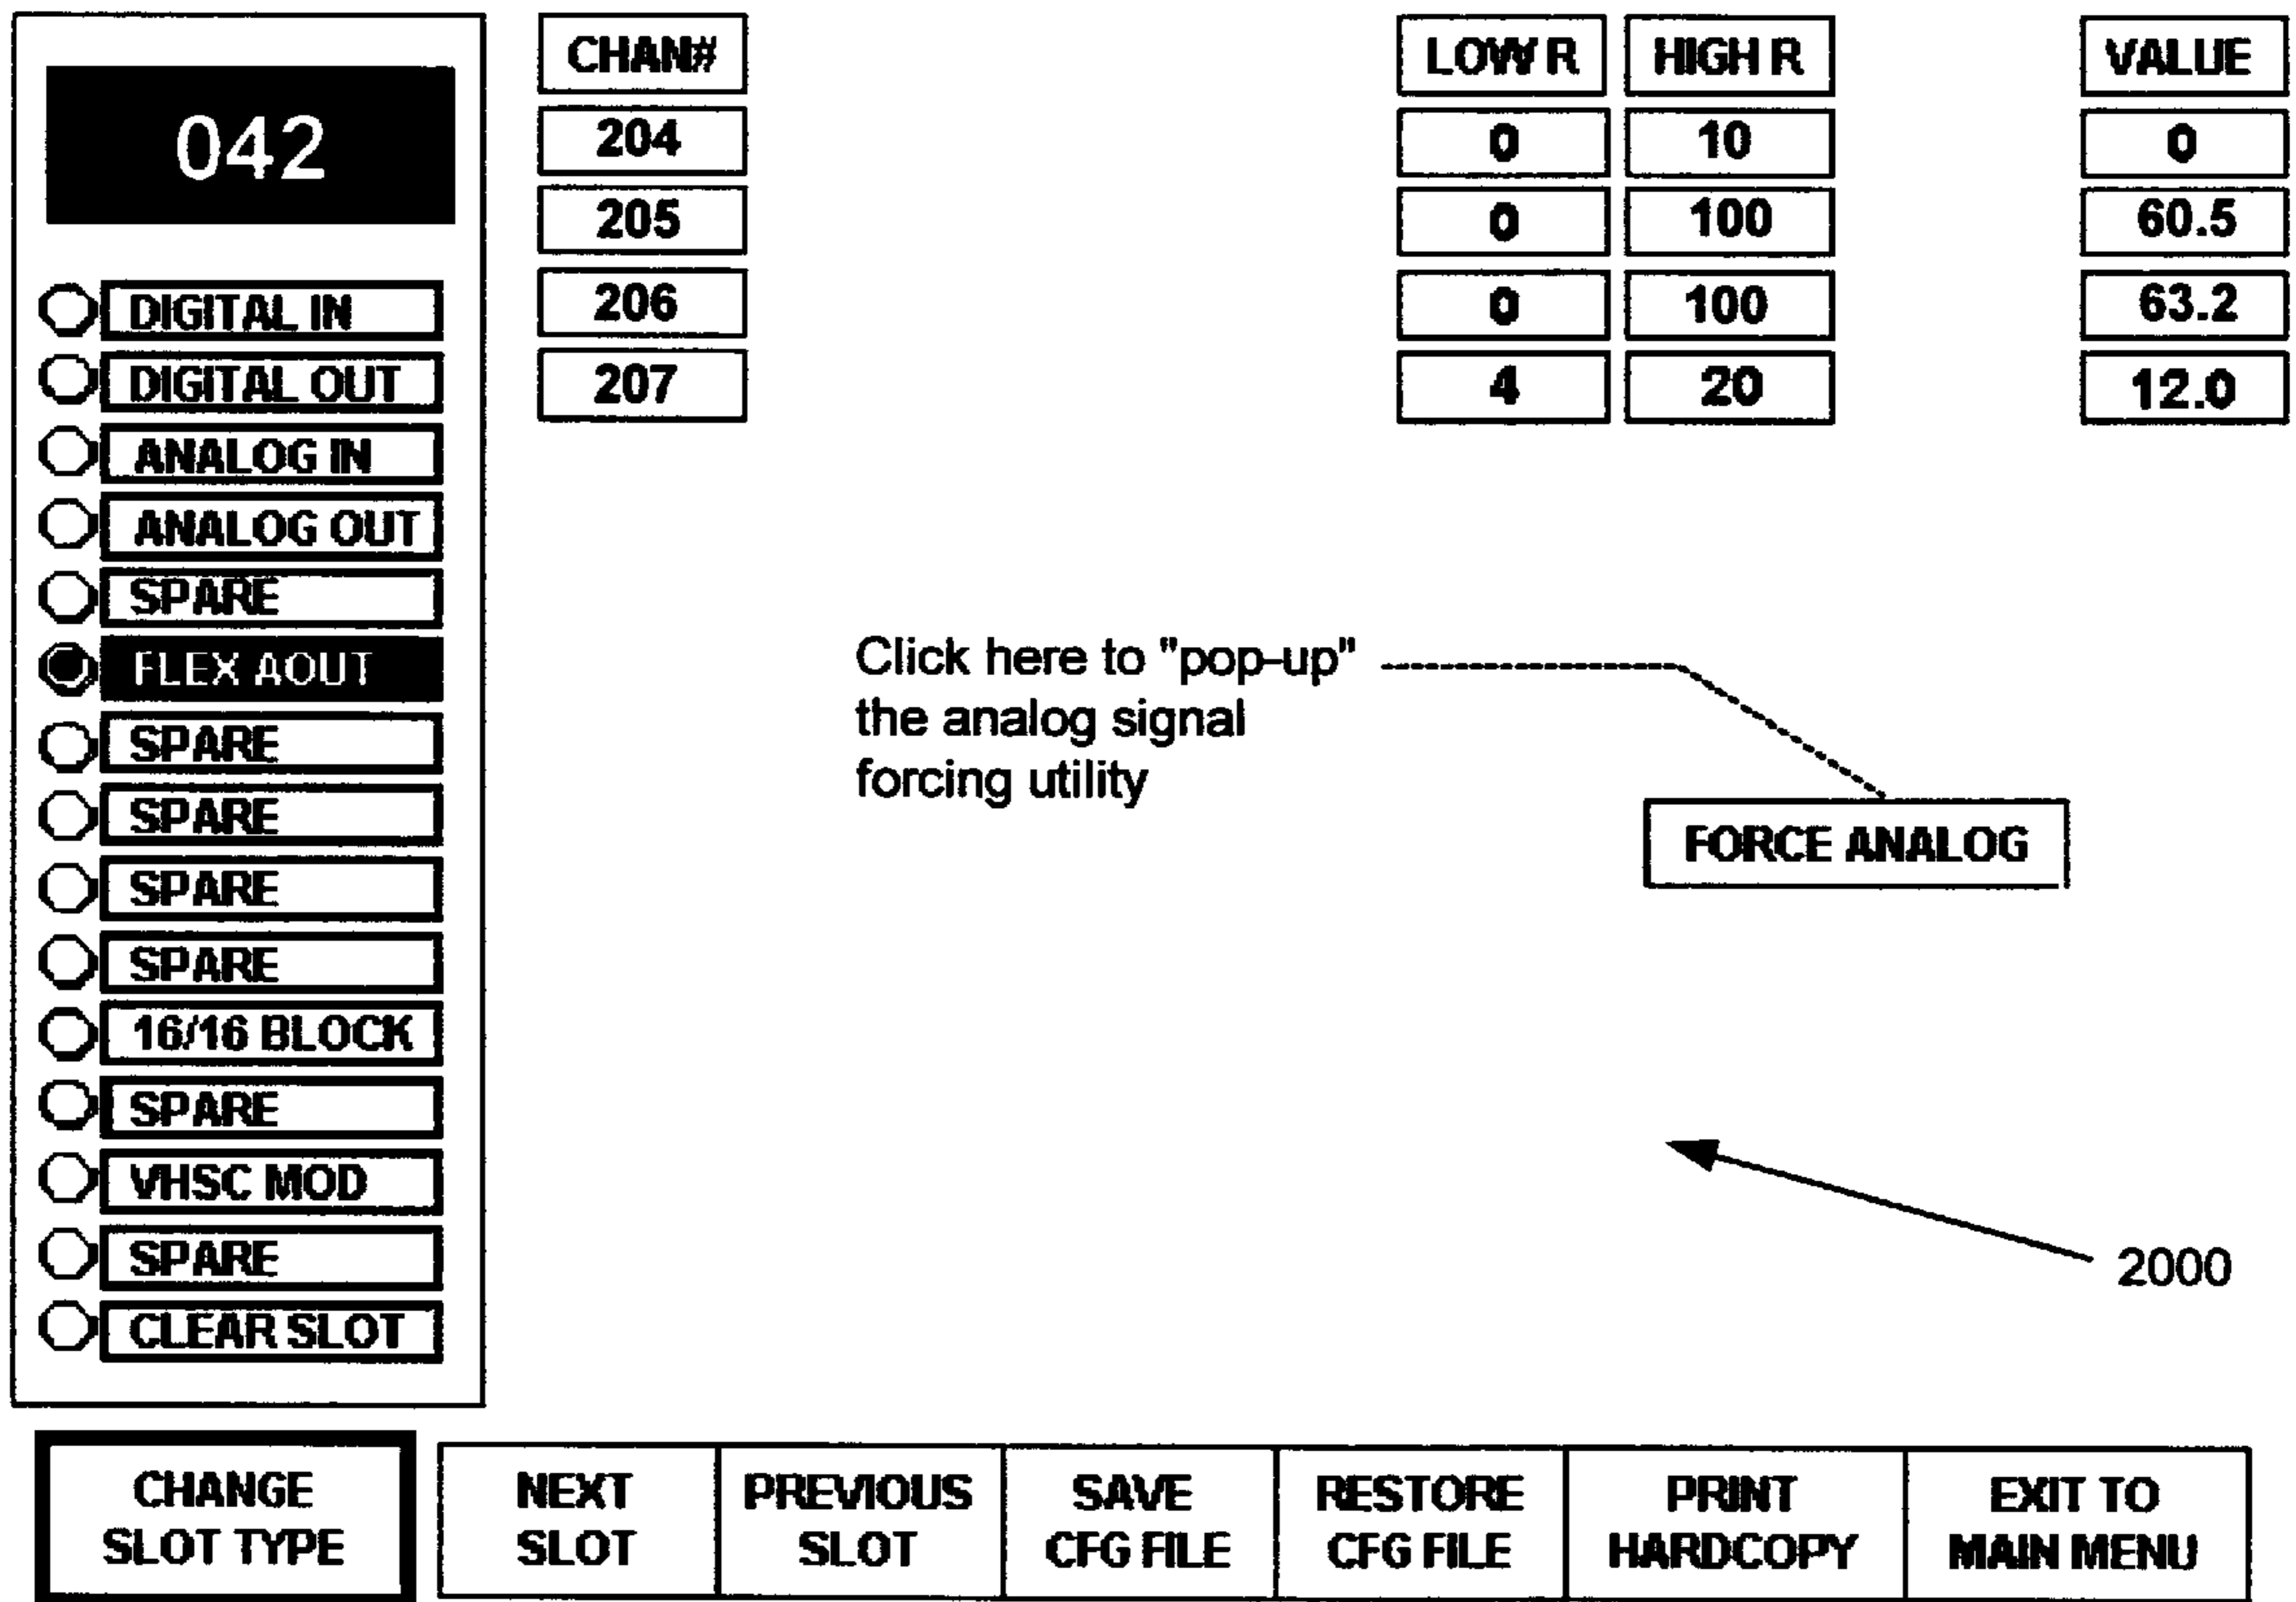 042
DIGITAL IN
DIGITAL OUT
ANALOG IN
ANALOG OUT
SPARE
FLEX AOUT
SPARE
SPARE
SPARE
SPARE
16/16 BLOCK
SPARE
VHSC MOD
SPARE
CLEAR SLOT
CHAN# LOW R HIGH R VALUE
204 0 10 0
205 0 100 60.5
206 0 100 63.2
207 4 20 12.0
Click here to "pop-up"
the analog signal
forcing utility
FORCE ANALOG
2000
CHANGE
SLOT TYPE
NEXT
SLOT
PREVIOUS
SLOT
SAVE
CFG FILE
RESTORE
CFG FILE
PRINT
HARDCOPY
EXIT TO
MAIN MENU